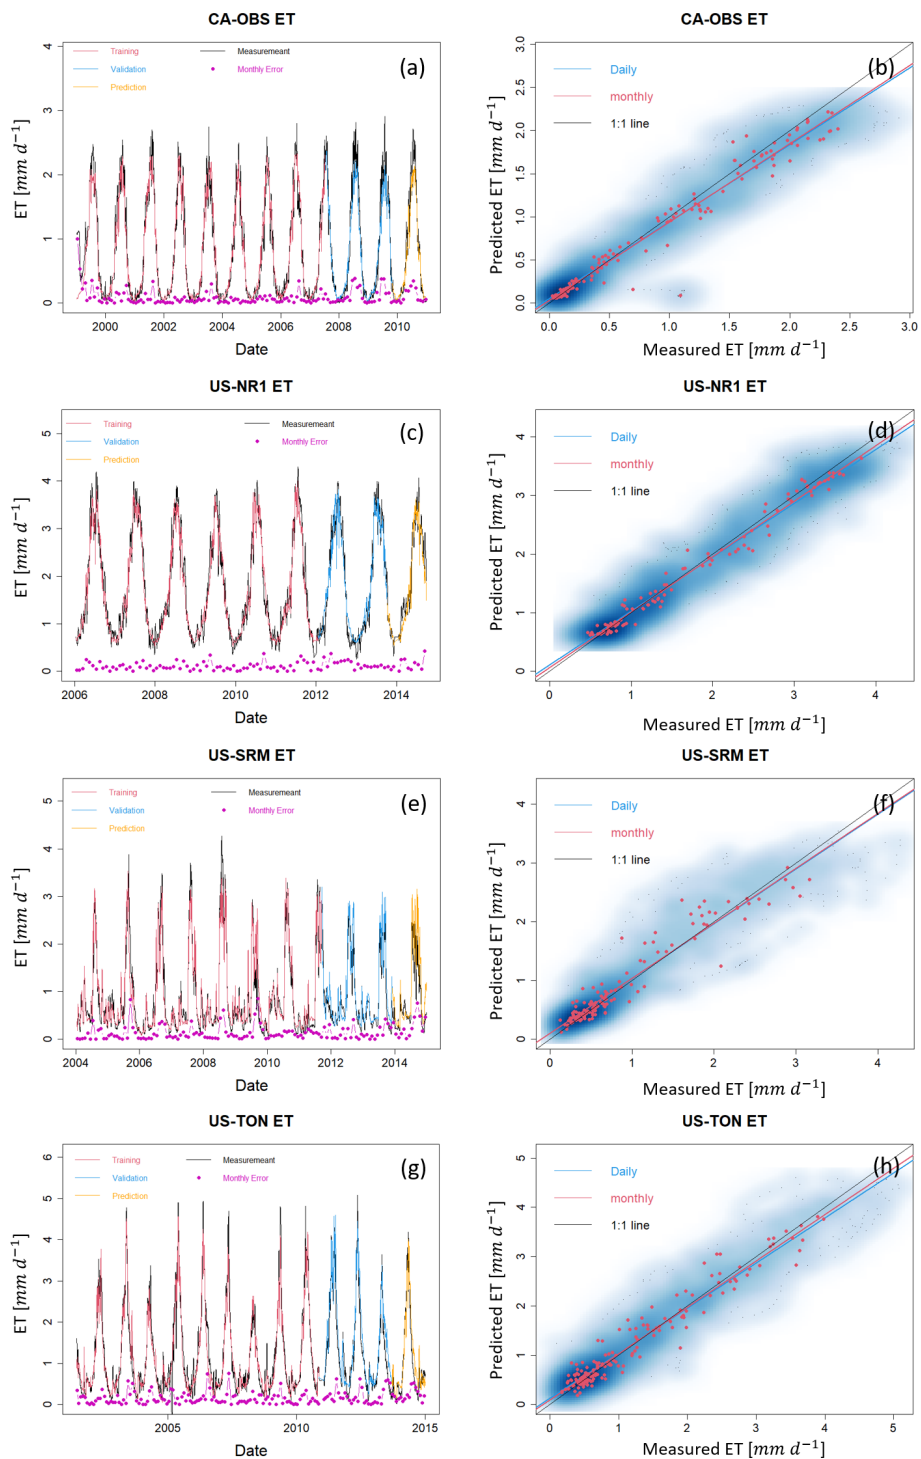 CA-OBS ET
4
3
2
1
0
ET [mm d⁻¹]
Training
Validation
Prediction
Measuremeant
Monthly Error
(a)
2000 2002 2004 2006 2008 2010
Date
CA-OBS ET
3.0
2.5
2.0
1.5
1.0
0.5
0.0
Predicted ET [mm d⁻¹]
Daily
monthly
1:1 line
(b)
0.0 0.5 1.0 1.5 2.0 2.5 3.0
Measured ET [mm d⁻¹]
US-NR1 ET
5
4
3
2
1
0
ET [mm d⁻¹]
Training
Validation
Prediction
Measuremeant
Monthly Error
(c)
2006 2008 2010 2012 2014
Date
US-NR1 ET
4
3
2
1
0
Predicted ET [mm d⁻¹]
Daily
monthly
1:1 line
(d)
0 1 2 3 4
Measured ET [mm d⁻¹]
US-SRM ET
5
4
3
2
1
0
ET [mm d⁻¹]
Training
Validation
Prediction
Measuremeant
Monthly Error
(e)
2004 2006 2008 2010 2012 2014
Date
US-SRM ET
4
3
2
1
0
Predicted ET [mm d⁻¹]
Daily
monthly
1:1 line
(f)
0 1 2 3 4
Measured ET [mm d⁻¹]
US-TON ET
6
5
4
3
2
1
0
ET [mm d⁻¹]
Training
Validation
Prediction
Measuremeant
Monthly Error
(g)
2005 2010 2015
Date
US-TON ET
5
4
3
2
1
0
Predicted ET [mm d⁻¹]
Daily
monthly
1:1 line
(h)
0 1 2 3 4 5
Measured ET [mm d⁻¹]